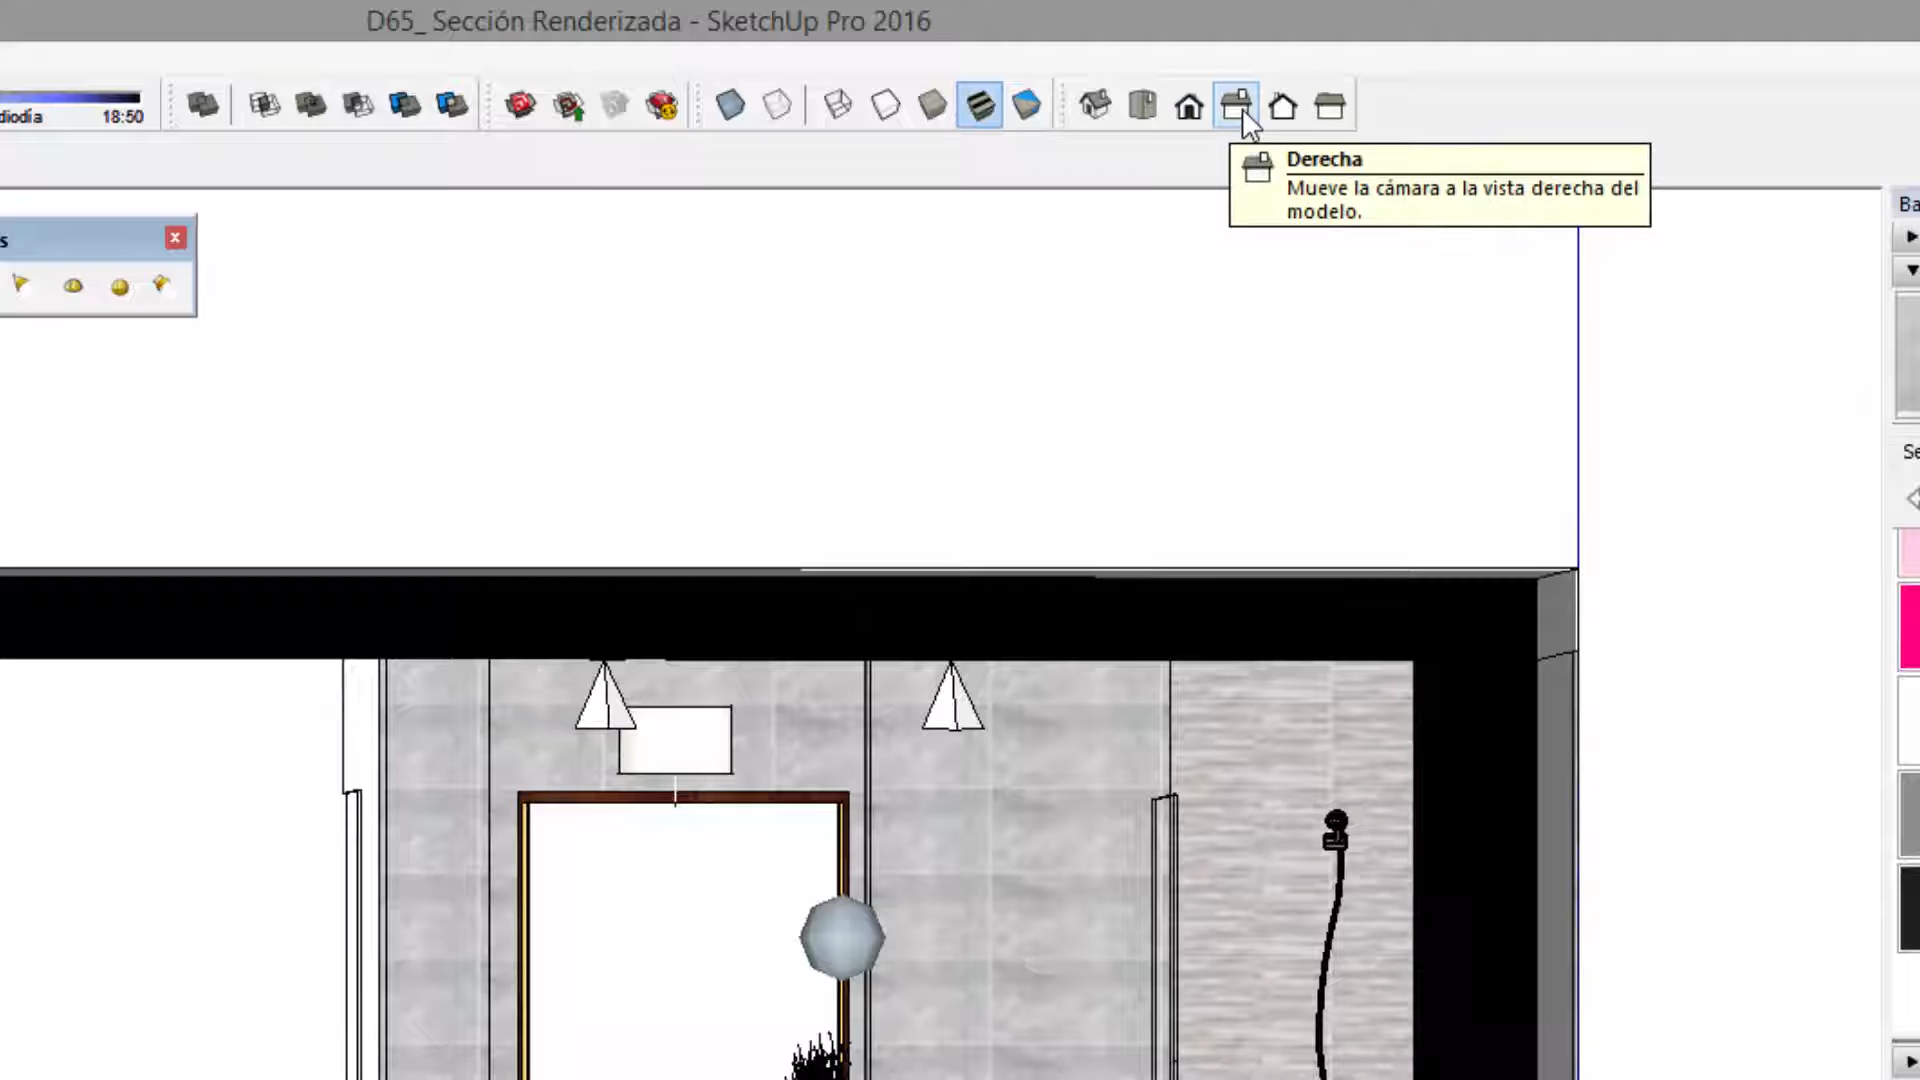 D65_ Sección Renderizada - SketchUp Pro 2016
diodía 18:50
Derecha
Mueve la cámara a la vista derecha del
modelo.
s
Ba
Se